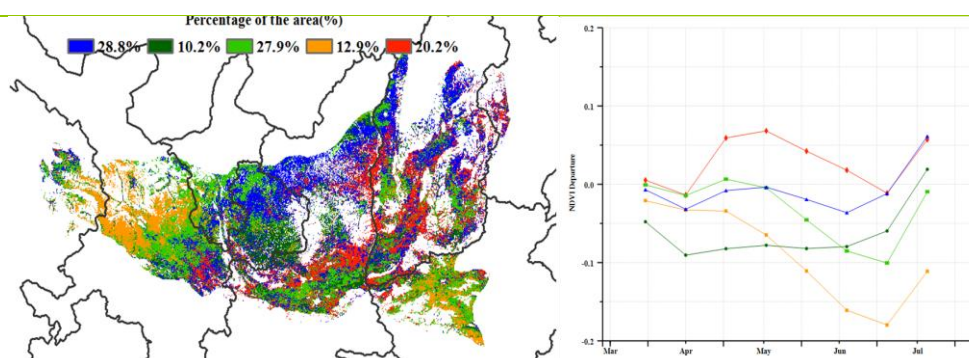 Percentage of the area(%)
28.8% 10.2% 27.9% 12.9% 20.2%
0.2
0.1
0.0
-0.1
-0.2
NDVI Departure
Mar Apr May Jun Jul